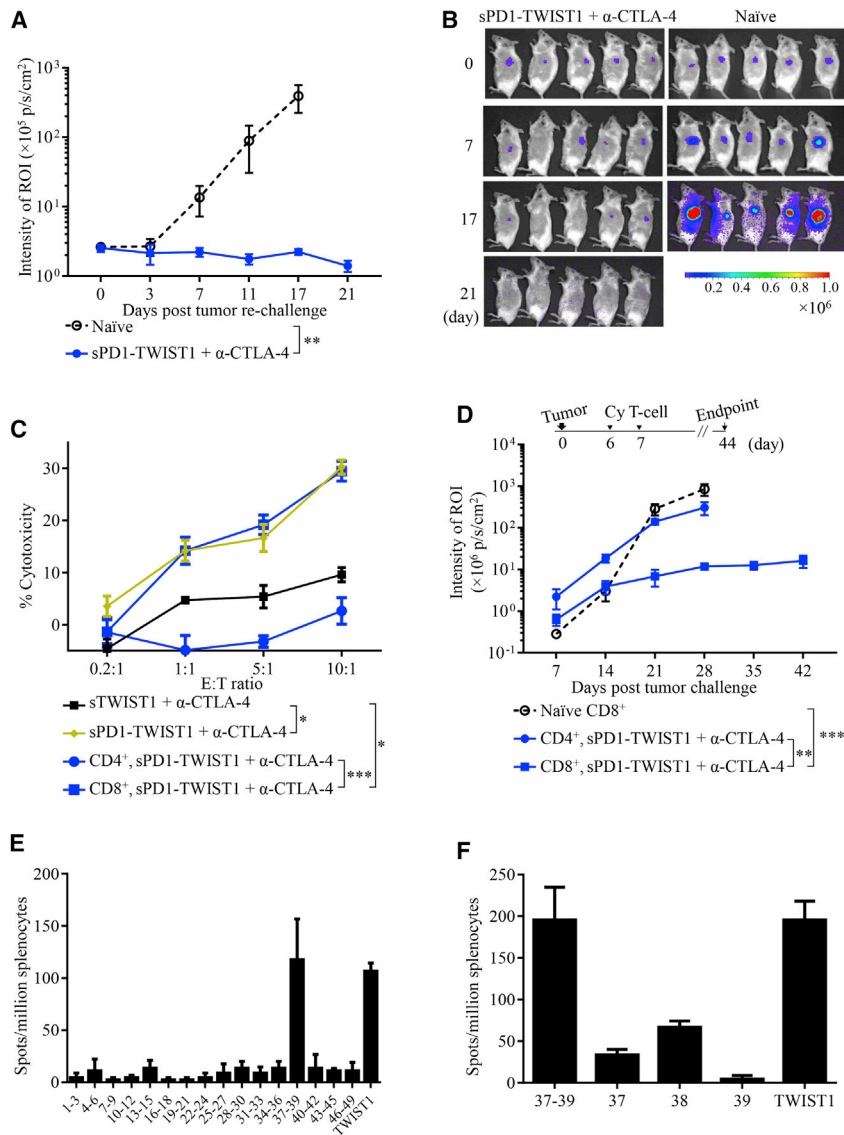 A
Intensity of ROI (×10⁵ p/s/cm²)
10³
10²
10¹
10⁰
0 3 7 11 17 21
Days post tumor re-challenge
Naïve
sPD1-TWIST1 + α-CTLA-4
**
B
sPD1-TWIST1 + α-CTLA-4 Naïve
0
7
17
21
(day)
0.2 0.6 1.0
×10⁶
C
% Cytotoxicity
30
20
10
0
0.2:1 1:1 5:1 10:1
E:T ratio
sTWIST1 + α-CTLA-4
sPD1-TWIST1 + α-CTLA-4
CD4⁺, sPD1-TWIST1 + α-CTLA-4
CD8⁺, sPD1-TWIST1 + α-CTLA-4
*
*
***
D
Tumor Cy T-cell Endpoint
0 6 7 44 (day)
Intensity of ROI
(×10⁶ p/s/cm²)
10⁴
10³
10²
10¹
10⁰
10⁻¹
7 14 21 28 35 42
Days post tumor challenge
Naïve CD8⁺
CD4⁺, sPD1-TWIST1 + α-CTLA-4
CD8⁺, sPD1-TWIST1 + α-CTLA-4
**
***
E
Spots/million splenocytes
200
150
100
50
0
1-3 4-6 7-9 10-12 13-15 16-18 19-21 22-24 25-27 28-30 31-33 34-36 37-39 40-42 43-45 46-49 TWIST1
F
Spots/million splenocytes
250
200
150
100
50
0
37-39 37 38 39 TWIST1